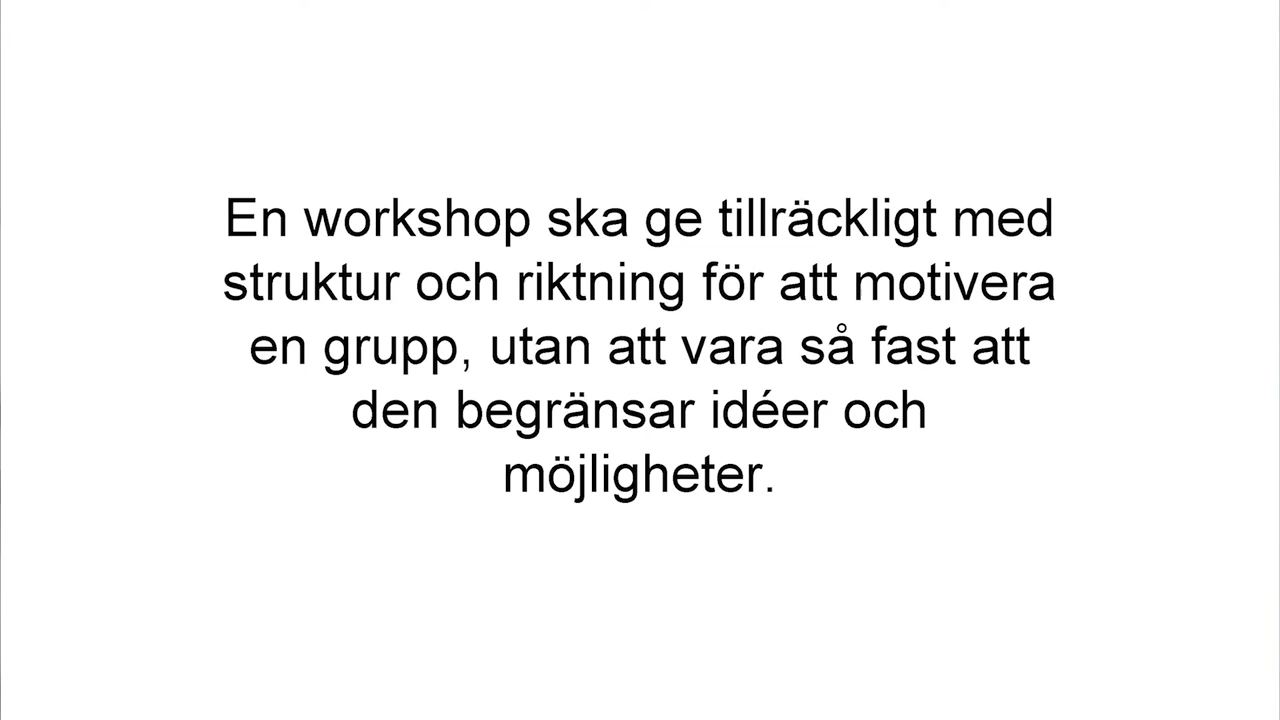 En workshop ska ge tillräckligt med
struktur och riktning för att motivera
en grupp, utan att vara så fast att
den begränsar idéer och
möjligheter.